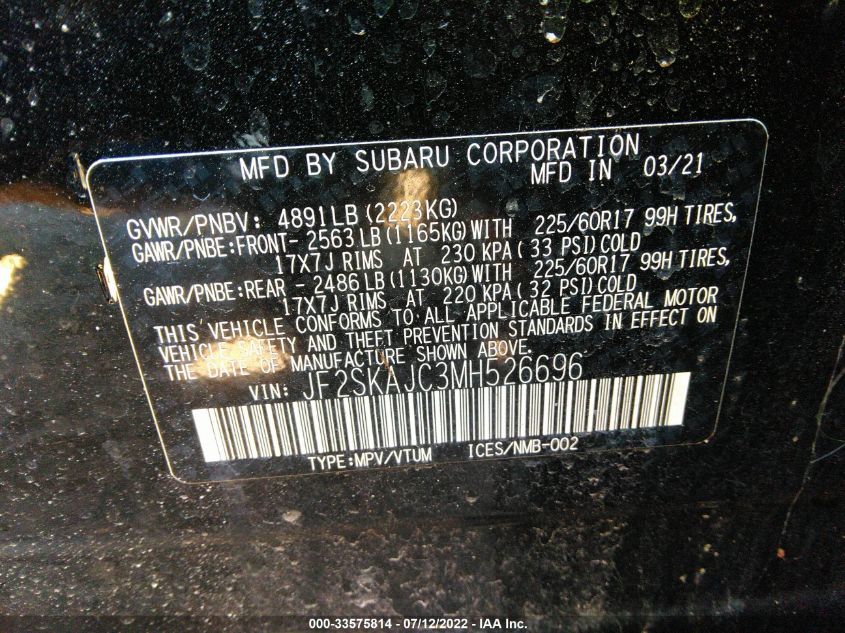 MFD BY SUBARU CORPORATION
MFD IN 03/21
GVWR/PNBV: 4891LB(2223KG)
GAWR/PNBE:FRONT- 2563LB(1165KG)WITH 225/60R17 99H TIRES,
17X7J RIMS AT 230 KPA( 33 PSI)COLD
GAWR/PNBE:REAR - 2486LB(1130KG)WITH 225/60R17 99H TIRES,
17X7J RIMS AT 220 KPA( 32 PSI)COLD
THIS VEHICLE CONFORMS TO ALL APPLICABLE FEDERAL MOTOR
VEHICLE SAFETY AND THEFT PREVENTION STANDARDS IN EFFECT ON
THE DATE OF MANUFACTURE SHOWN ABOVE.
VIN: JF2SKAJC3MH526696
TYPE:MPV/VTUM ICES/NMB-002
000-33575814 - 07/12/2022 - IAA Inc.